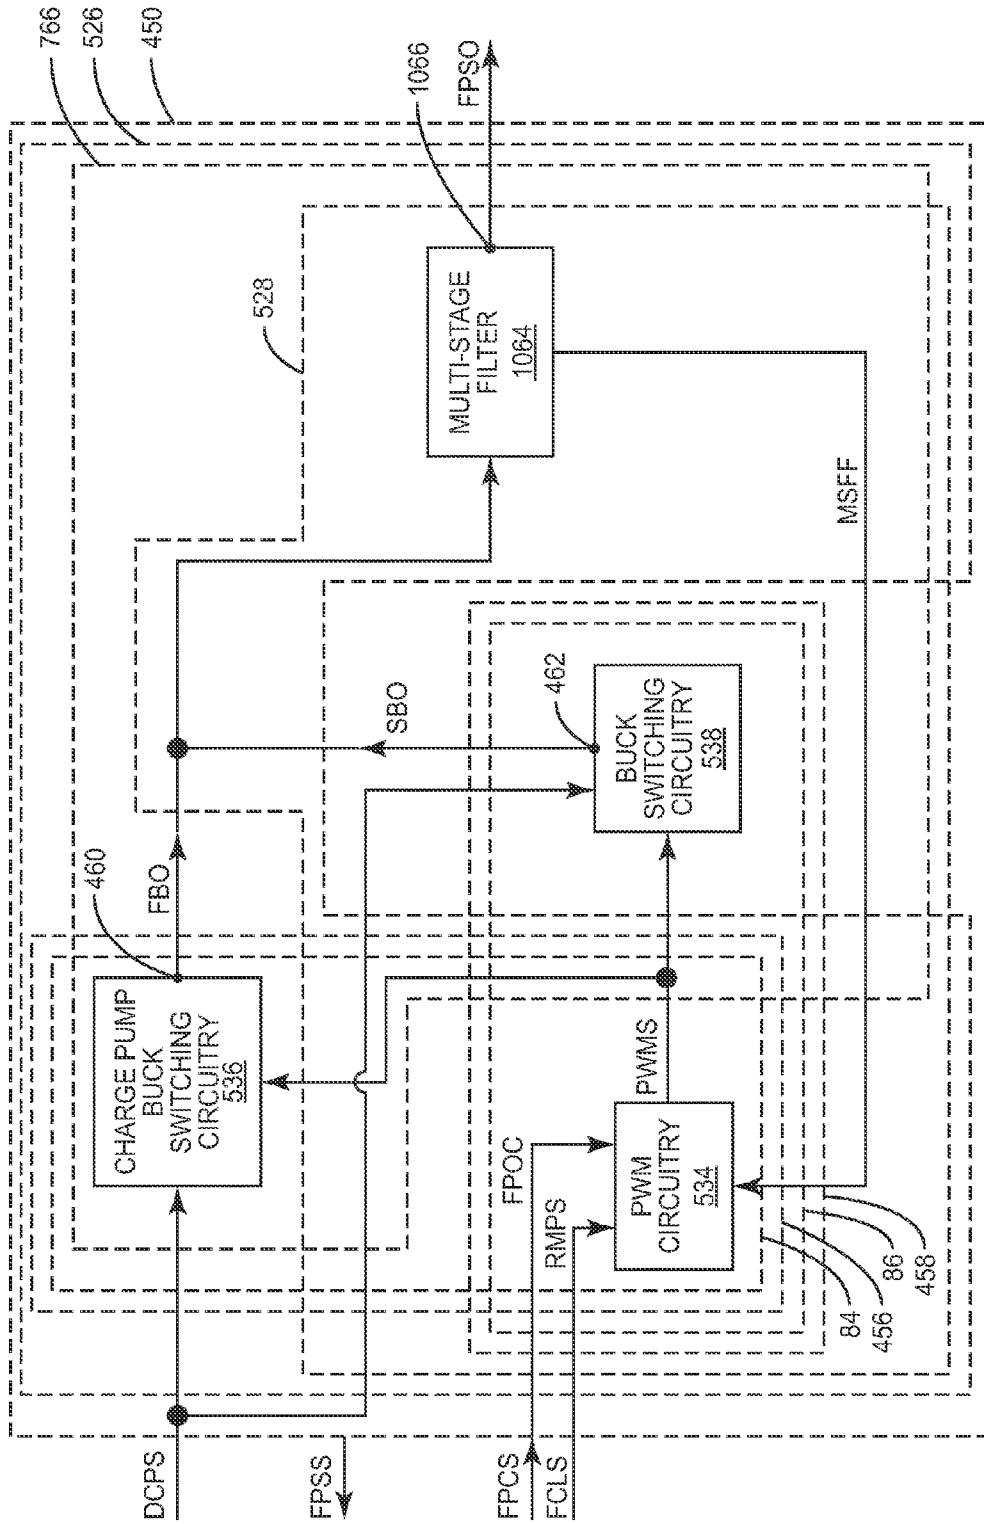 DCPS
FPSS
FPCS
FCLS
CHARGE PUMP
BUCK
SWITCHING
CIRCUITRY
536
460
FBO
FPOC
RMPS
PWM
CIRCUITRY
534
PWMS
84
456
86
458
SBO
462
BUCK
SWITCHING
CIRCUITRY
538
528
MULTI-STAGE
FILTER
1064
MSFF
766
526
450
1066
FPSO